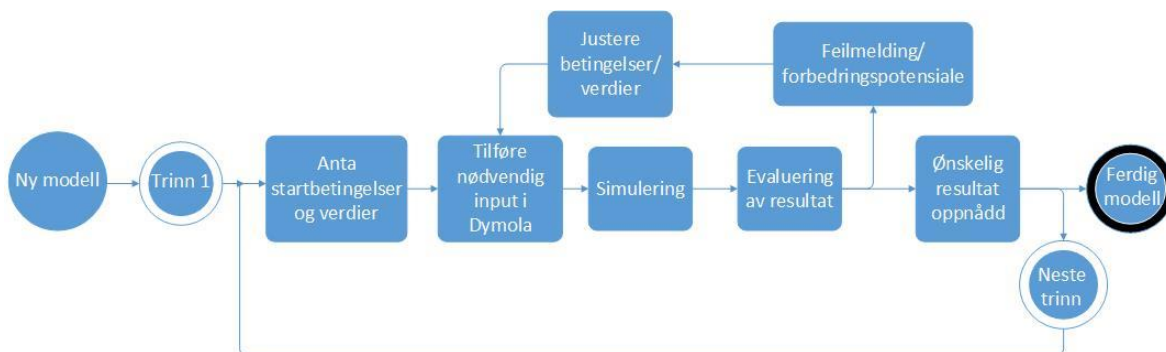 Ny modell
Trinn 1
Anta
startbetingelser
og verdier
Tilføre
nødvendig
input i
Dymola
Simulering
Evaluering
av resultat
Feilmelding/
forbedringspotensiale
Justere
betingelser/
verdier
Ønskelig
resultat
oppnådd
Neste
trinn
Ferdig
modell